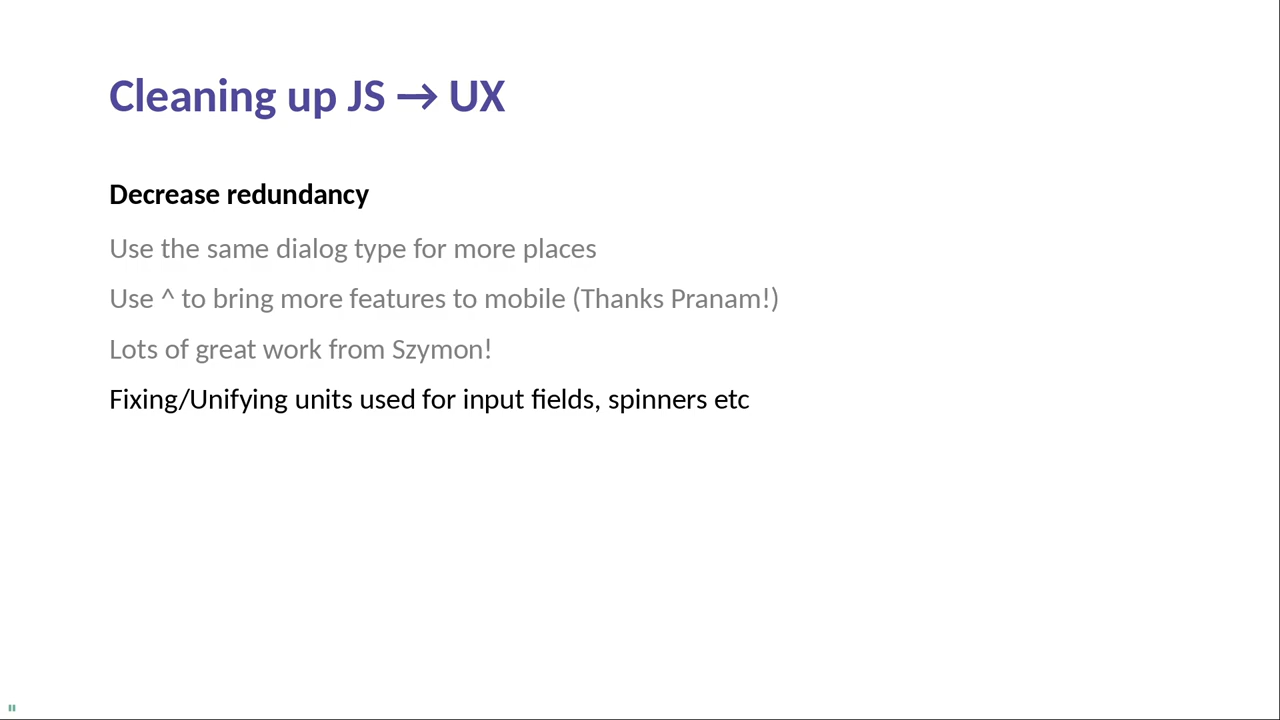 Cleaning up JS → UX
Decrease redundancy
Use the same dialog type for more places
Use ^ to bring more features to mobile (Thanks Pranam!)
Lots of great work from Szymon!
Fixing/Unifying units used for input fields, spinners etc